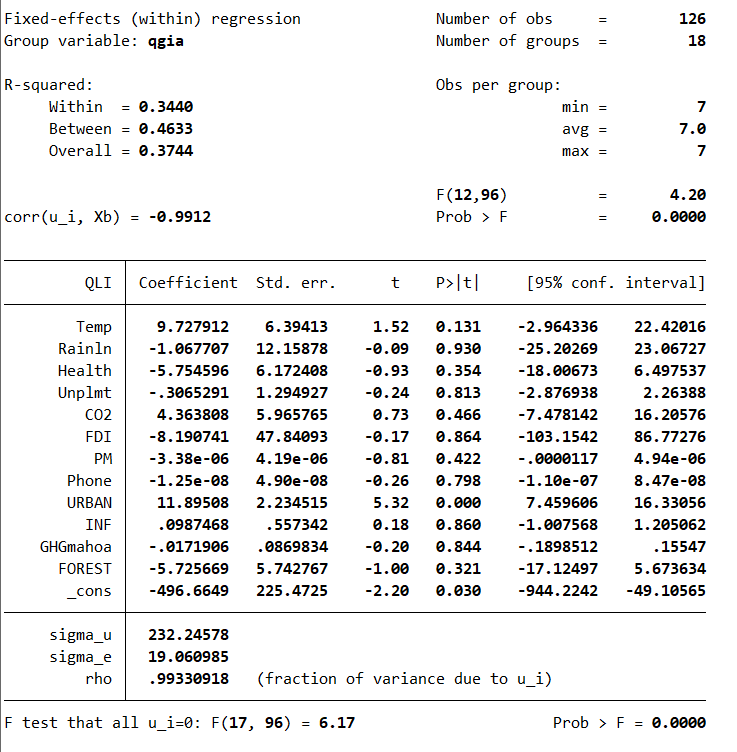 Fixed-effects (within) regression Number of obs = 126
Group variable: qgia Number of groups = 18
R-squared: Obs per group:
Within = 0.3440 min = 7
Between = 0.4633 avg = 7.0
Overall = 0.3744 max = 7
F(12,96) = 4.20
corr(u_i, Xb) = -0.9912 Prob > F = 0.0000
QLI Coefficient Std. err. t P>|t| [95% conf. interval]
Temp 9.727912 6.39413 1.52 0.131 -2.964336 22.42016
Rainln -1.067707 12.15878 -0.09 0.930 -25.20269 23.06727
Health -5.754596 6.172408 -0.93 0.354 -18.00673 6.497537
Unplmt -.3065291 1.294927 -0.24 0.813 -2.876938 2.26388
CO2 4.363808 5.965765 0.73 0.466 -7.478142 16.20576
FDI -8.190741 47.84093 -0.17 0.864 -103.1542 86.77276
PM -3.38e-06 4.19e-06 -0.81 0.422 -.0000117 4.94e-06
Phone -1.25e-08 4.90e-08 -0.26 0.798 -1.10e-07 8.47e-08
URBAN 11.89508 2.234515 5.32 0.000 7.459606 16.33056
INF .0987468 .557342 0.18 0.860 -1.007568 1.205062
GHGmahoa -.0171906 .0869834 -0.20 0.844 -.1898512 .15547
FOREST -5.725669 5.742767 -1.00 0.321 -17.12497 5.673634
_cons -496.6649 225.4725 -2.20 0.030 -944.2242 -49.10565
sigma_u 232.24578
sigma_e 19.060985
rho .99330918 (fraction of variance due to u_i)
F test that all u_i=0: F(17, 96) = 6.17 Prob > F = 0.0000